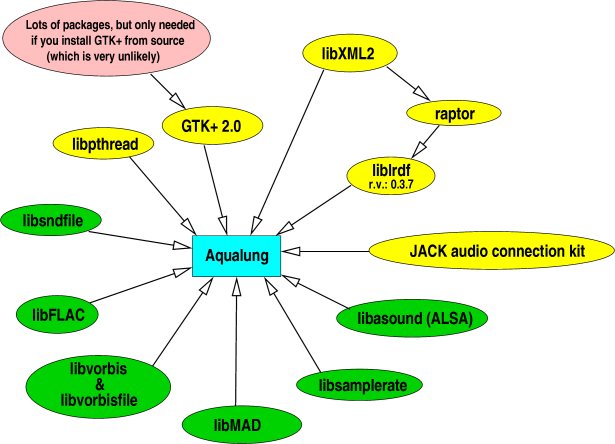 Lots of packages, but only needed
if you install GTK+ from source
(which is very unlikely)
libXML2
raptor
GTK+ 2.0
libpthread
liblrdf
r.v.: 0.3.7
libsndfile
Aqualung
JACK audio connection kit
libFLAC
libasound (ALSA)
libvorbis
&
libvorbisfile
libsamplerate
libMAD